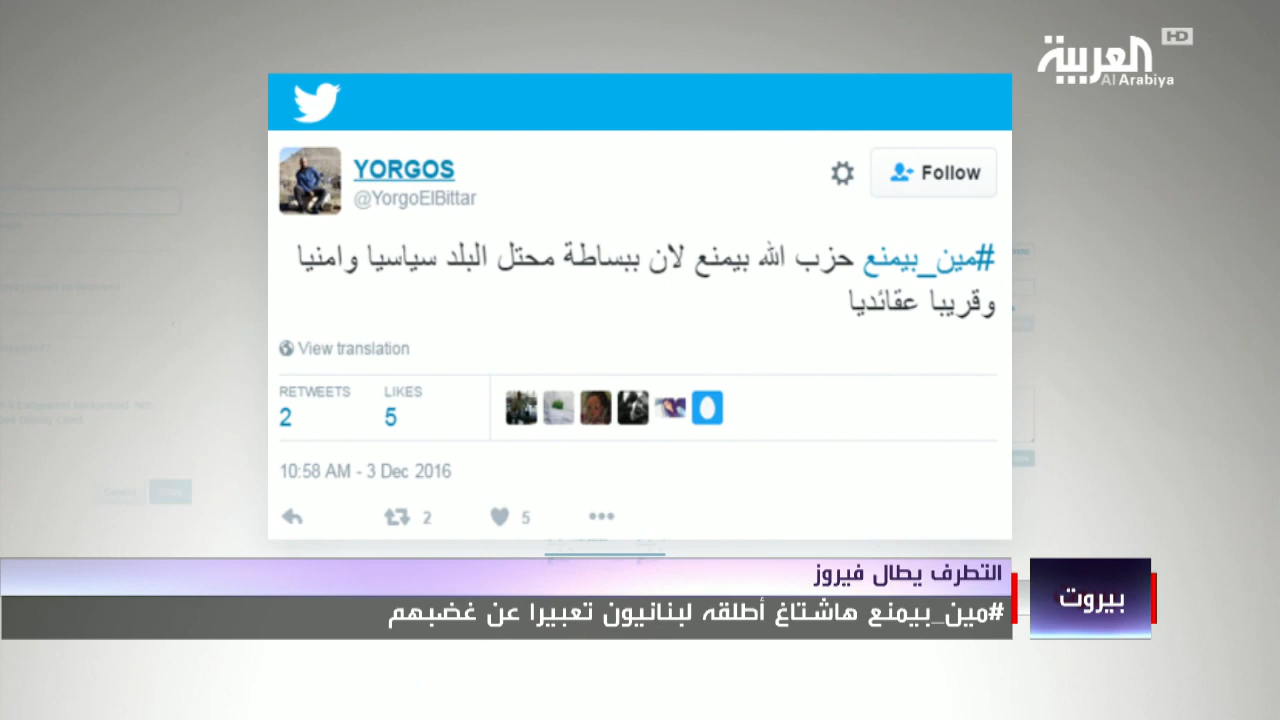 HD
العربية
Al Arabiya
YORGOS
@YorgoElBittar
Follow
#مين_بيمنع حزب الله بيمنع لان ببساطة محتل البلد سياسيا وامنيا
وقريبا عقائديا
View translation
RETWEETS LIKES
2 5
10:58 AM - 3 Dec 2016
2 5
التطرف يطال فيروز
بيروت
#مين_بيمنع هاشتاغ أطلقه لبنانيون تعبيرا عن غضبهم